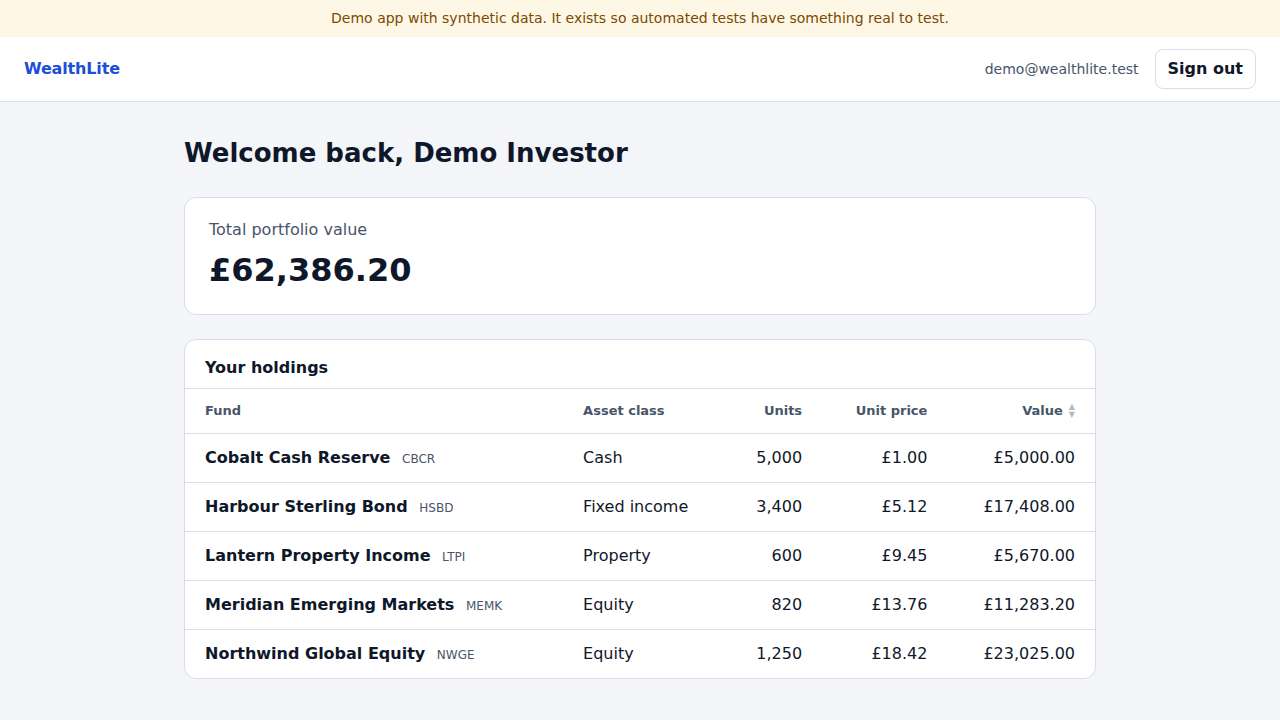 Demo app with synthetic data. It exists so automated tests have something real to test.
WealthLite demo@wealthlite.test Sign out
Welcome back, Demo Investor
Total portfolio value
£62,386.20
Your holdings
Fund Asset class Units Unit price Value
Cobalt Cash Reserve CBCR Cash 5,000 £1.00 £5,000.00
Harbour Sterling Bond HSBD Fixed income 3,400 £5.12 £17,408.00
Lantern Property Income LTPI Property 600 £9.45 £5,670.00
Meridian Emerging Markets MEMK Equity 820 £13.76 £11,283.20
Northwind Global Equity NWGE Equity 1,250 £18.42 £23,025.00